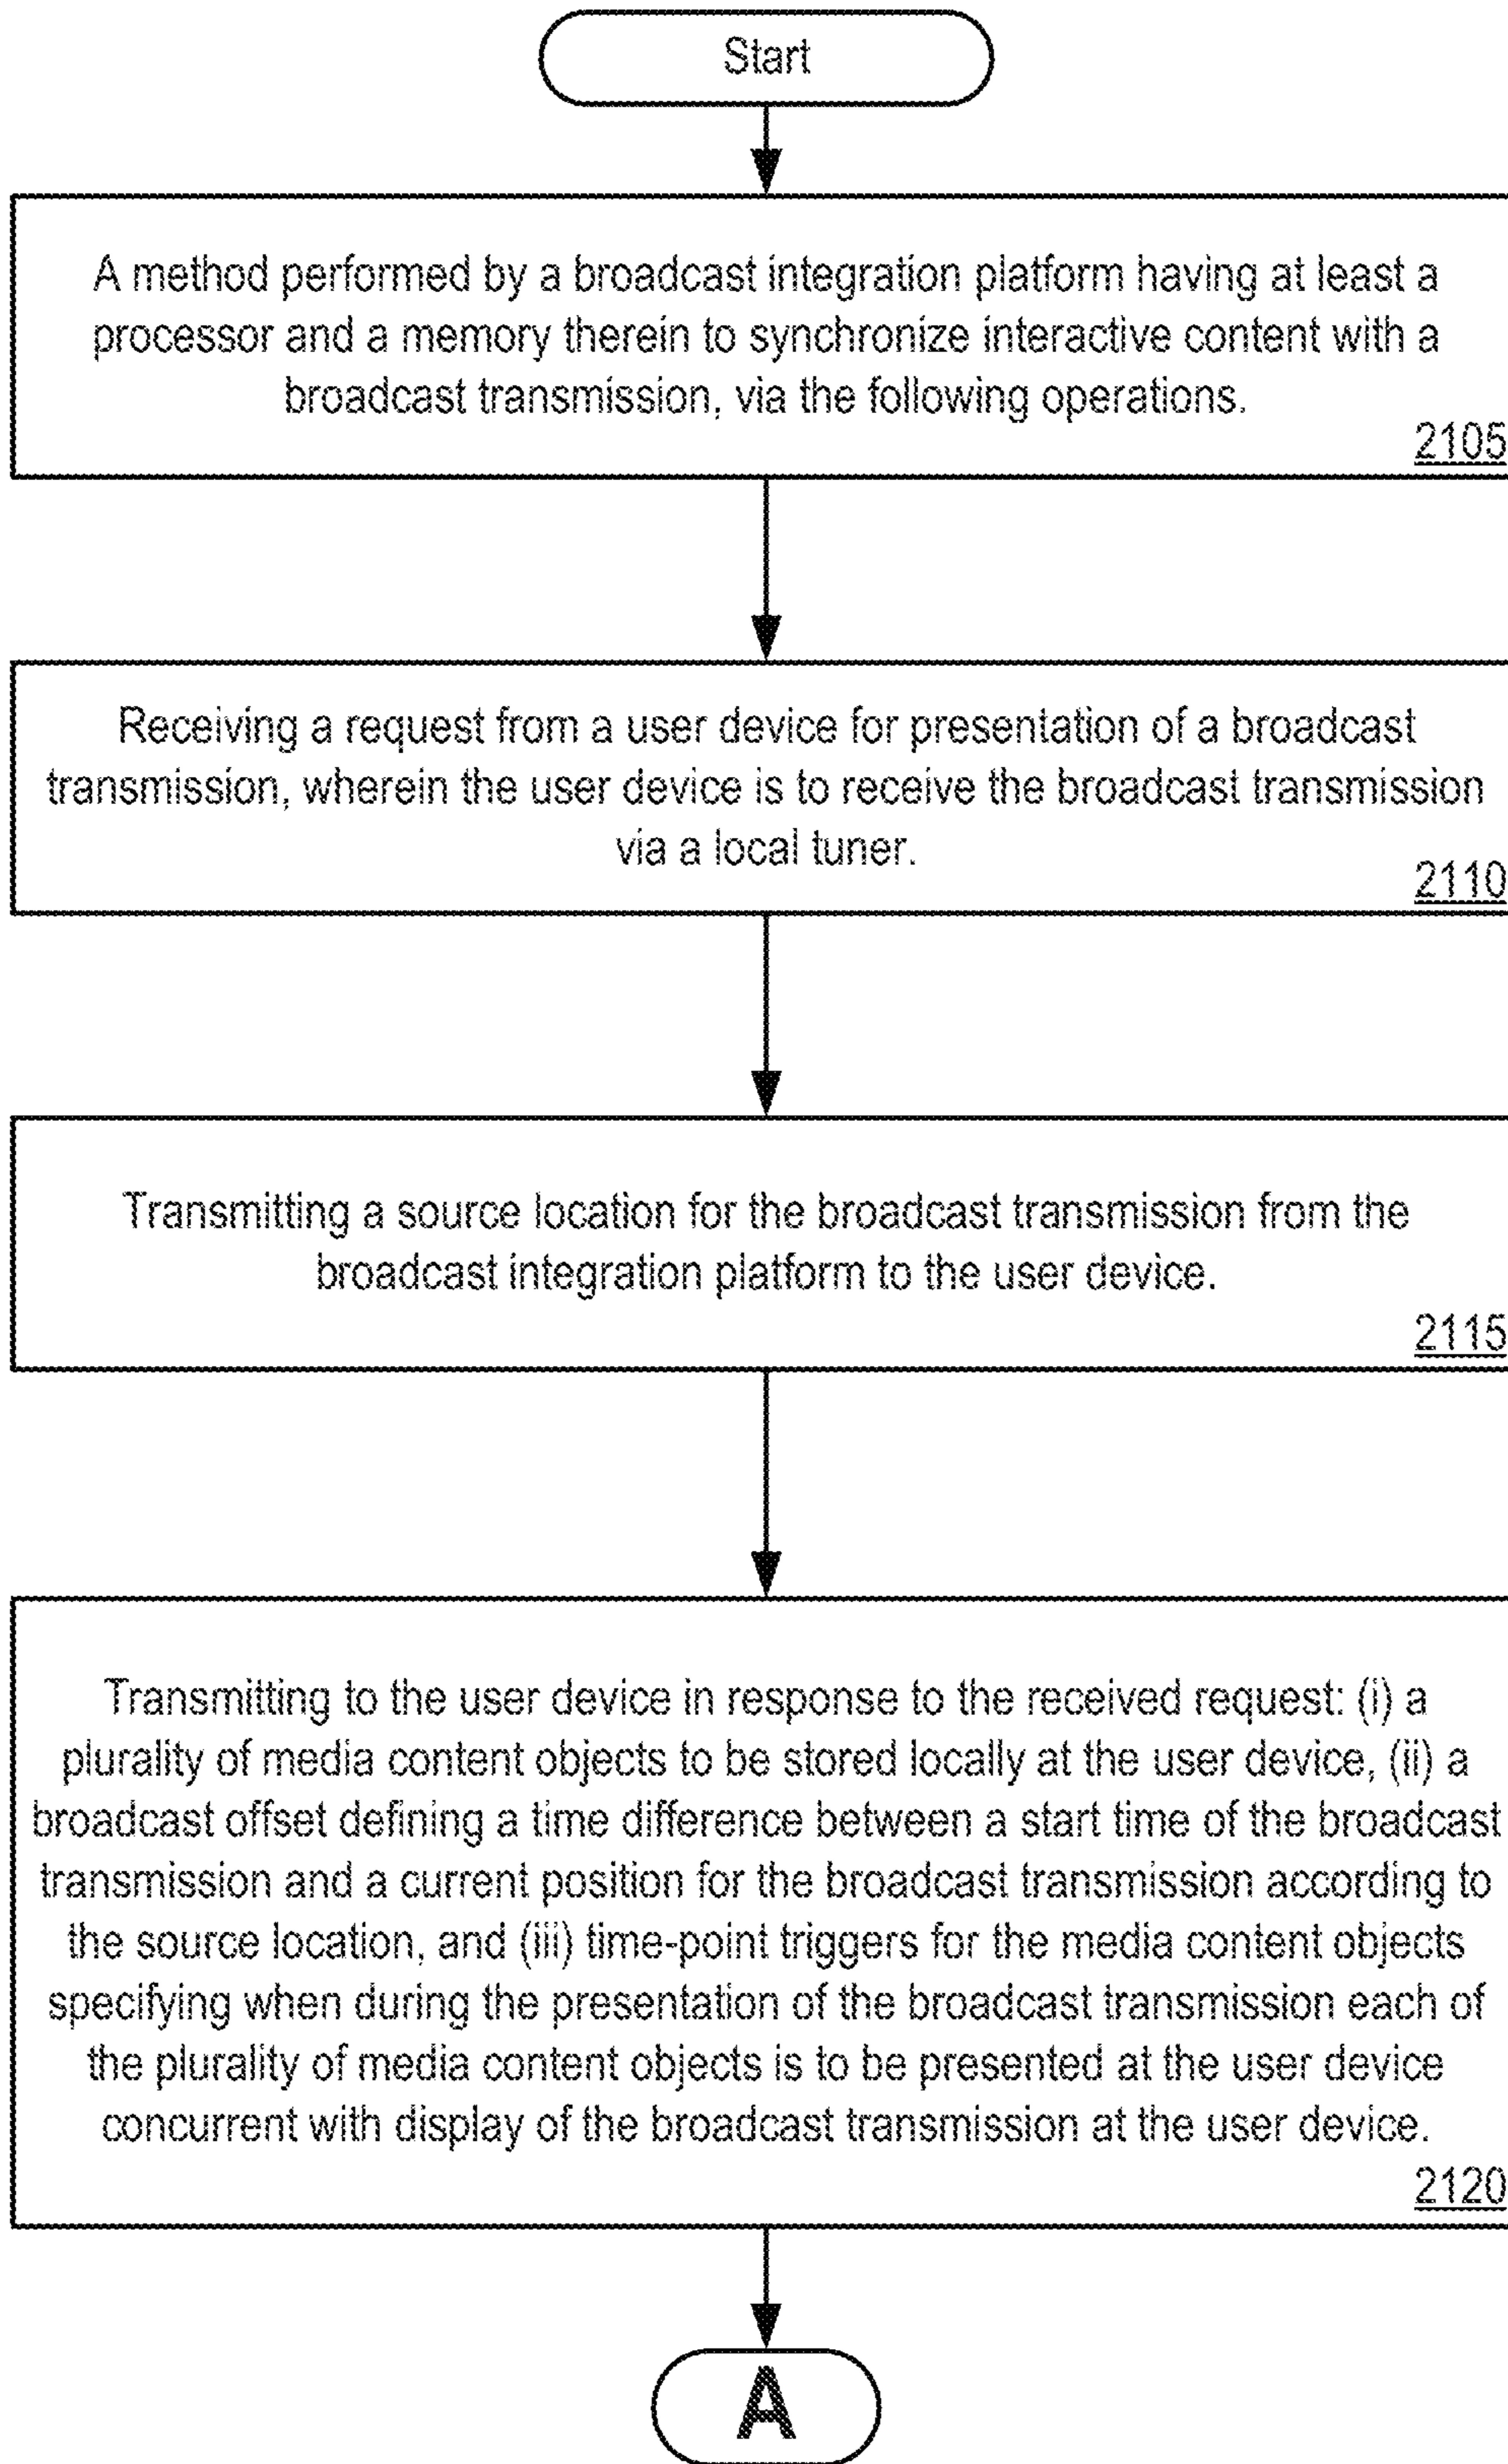 Start
A method performed by a broadcast integration platform having at least a
processor and a memory therein to synchronize interactive content with a
broadcast transmission, via the following operations.
2105
Receiving a request from a user device for presentation of a broadcast
transmission, wherein the user device is to receive the broadcast transmission
via a local tuner.
2110
Transmitting a source location for the broadcast transmission from the
broadcast integration platform to the user device.
2115
Transmitting to the user device in response to the received request: (i) a
plurality of media content objects to be stored locally at the user device, (ii) a
broadcast offset defining a time difference between a start time of the broadcast
transmission and a current position for the broadcast transmission according to
the source location, and (iii) time-point triggers for the media content objects
specifying when during the presentation of the broadcast transmission each of
the plurality of media content objects is to be presented at the user device
concurrent with display of the broadcast transmission at the user device.
2120
A